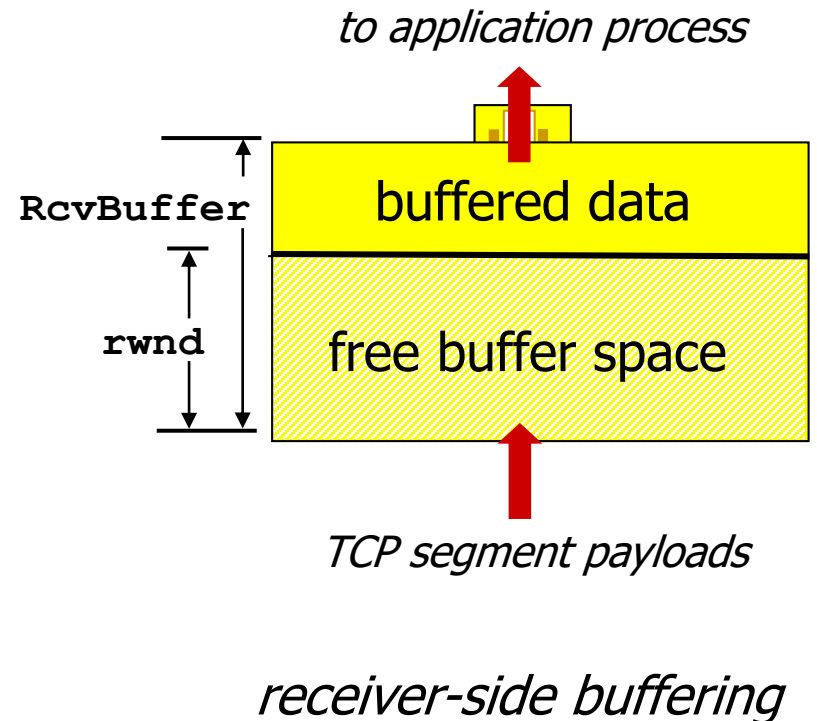 to application process
RcvBuffer
buffered data
rwnd
free buffer space
TCP segment payloads
receiver-side buffering